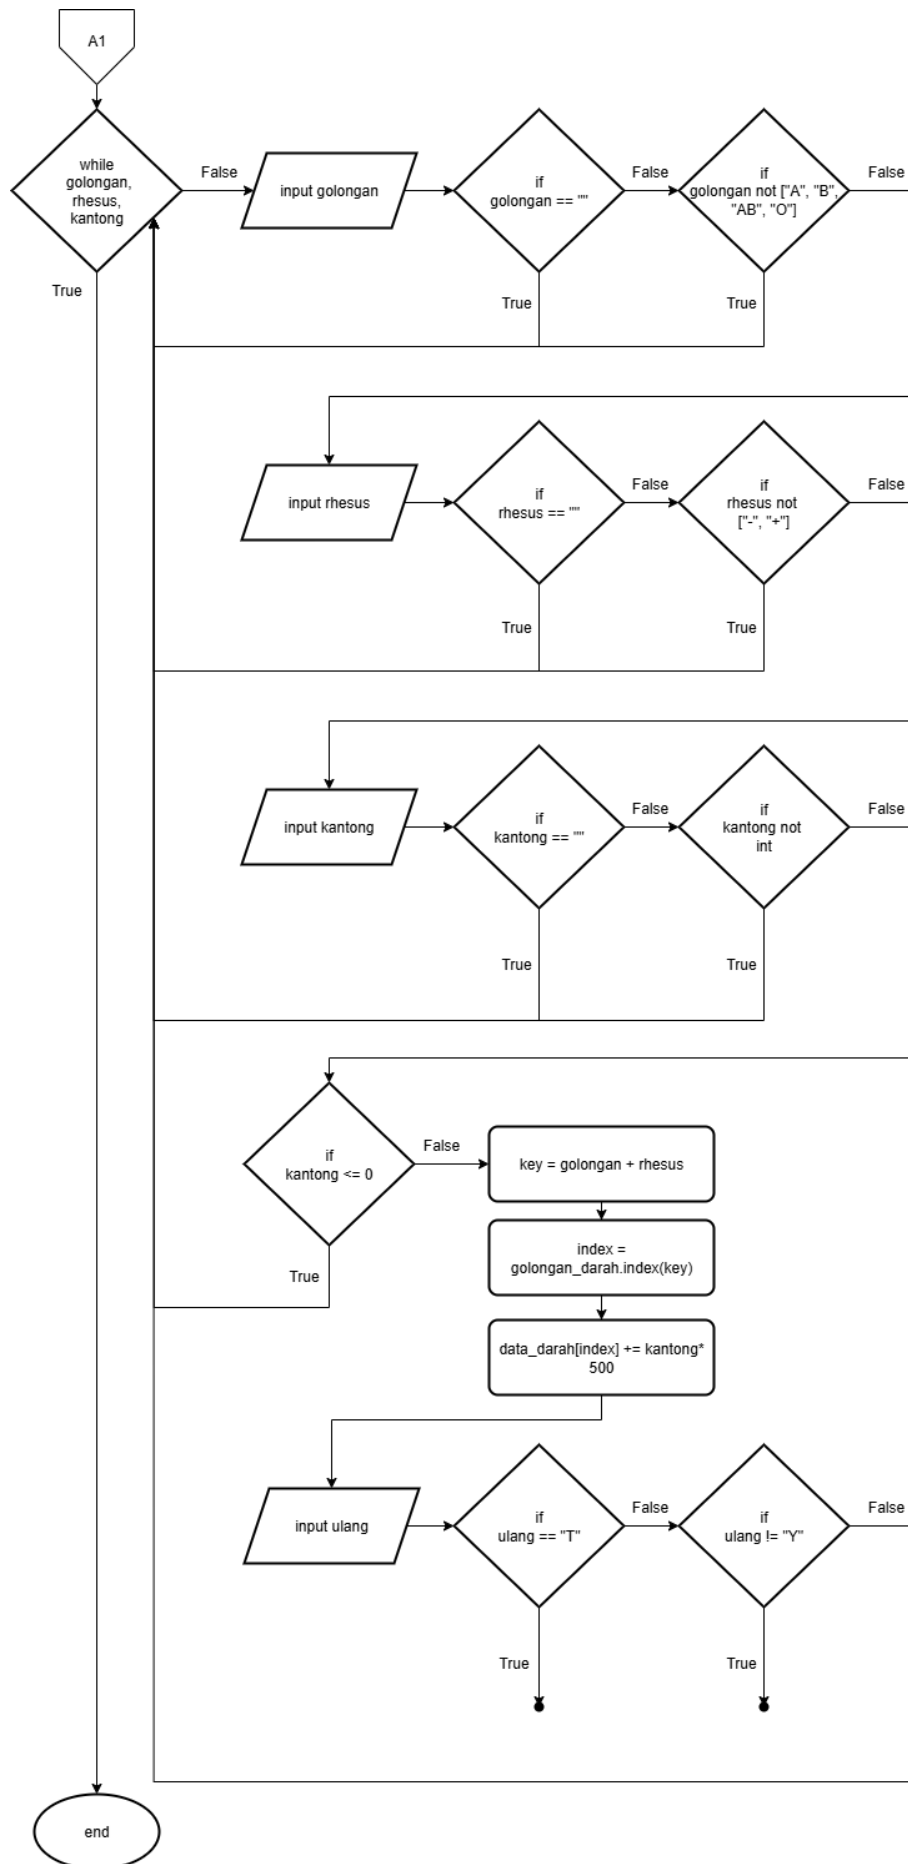 A1
while
golongan,
rhesus,
kantong
False
input golongan
if
golongan == ""
False
if
golongan not ["A", "B",
"AB", "O"]
False
True
True
True
input rhesus
if
rhesus == ""
False
if
rhesus not
["-", "+"]
False
True
True
input kantong
if
kantong == ""
False
if
kantong not
int
False
True
True
if
kantong <= 0
False
key = golongan + rhesus
index =
golongan_darah.index(key)
True
data_darah[index] += kantong*
500
input ulang
if
ulang == "T"
False
if
ulang != "Y"
False
True
True
end